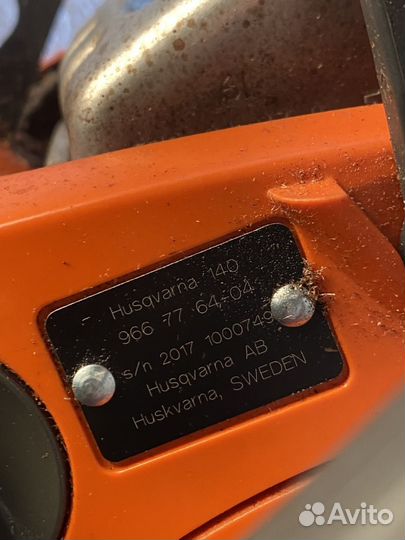 - Husqvarna 140
966 77 64-04
s/n 2017 1000749
Husqvarna AB
Huskvarna, SWEDEN
Avito